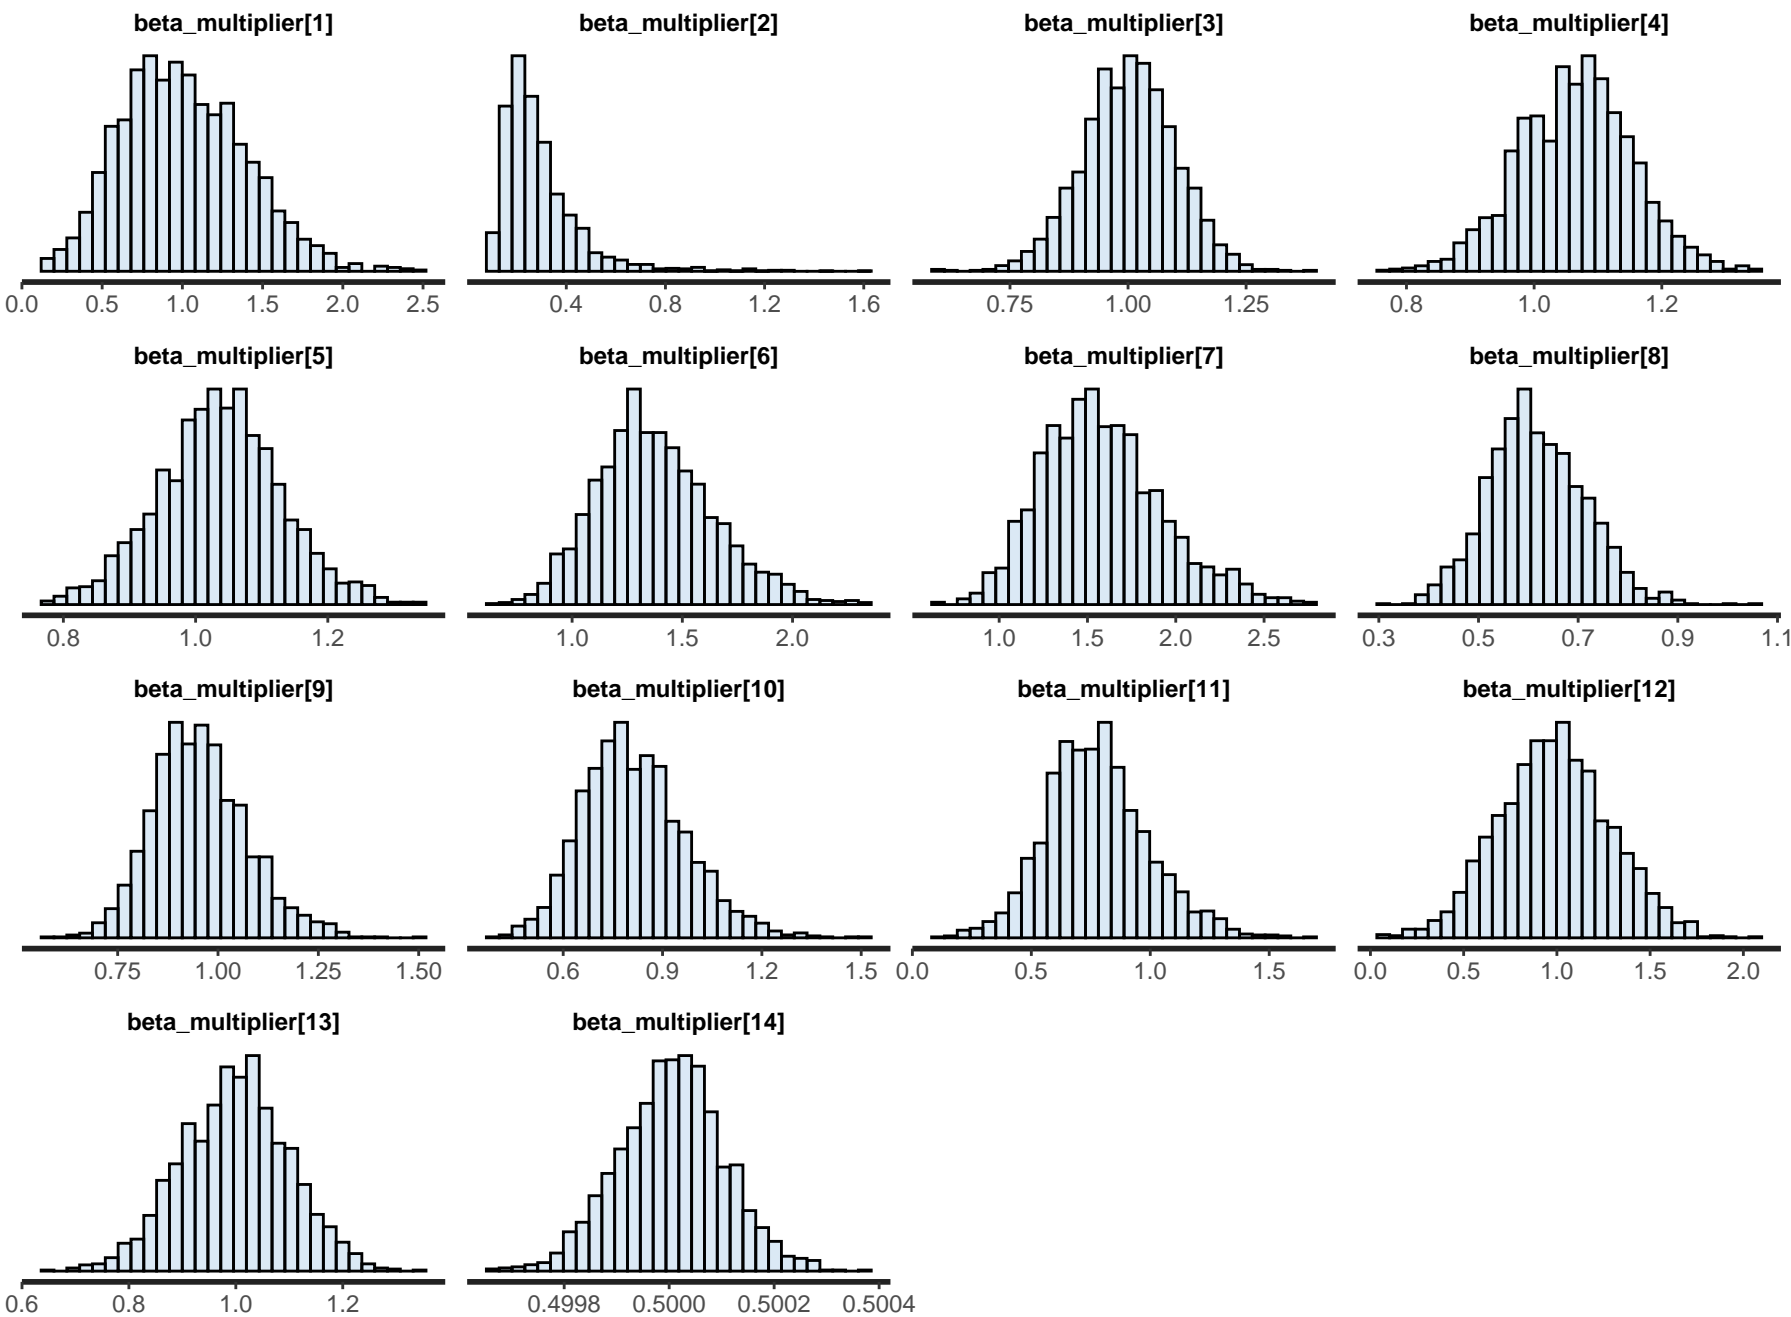 beta_multiplier[1] beta_multiplier[2] beta_multiplier[3] beta_multiplier[4]
0.0 0.5 1.0 1.5 2.0 2.5 0.4 0.8 1.2 1.6 0.75 1.00 1.25 0.8 1.0 1.2
beta_multiplier[5] beta_multiplier[6] beta_multiplier[7] beta_multiplier[8]
0.8 1.0 1.2 1.0 1.5 2.0 1.0 1.5 2.0 2.5 0.3 0.5 0.7 0.9 1.1
beta_multiplier[9] beta_multiplier[10] beta_multiplier[11] beta_multiplier[12]
0.75 1.00 1.25 1.50 0.6 0.9 1.2 1.5 0.0 0.5 1.0 1.5 0.0 0.5 1.0 1.5 2.0
beta_multiplier[13] beta_multiplier[14]
0.6 0.8 1.0 1.2 0.4998 0.5000 0.5002 0.5004